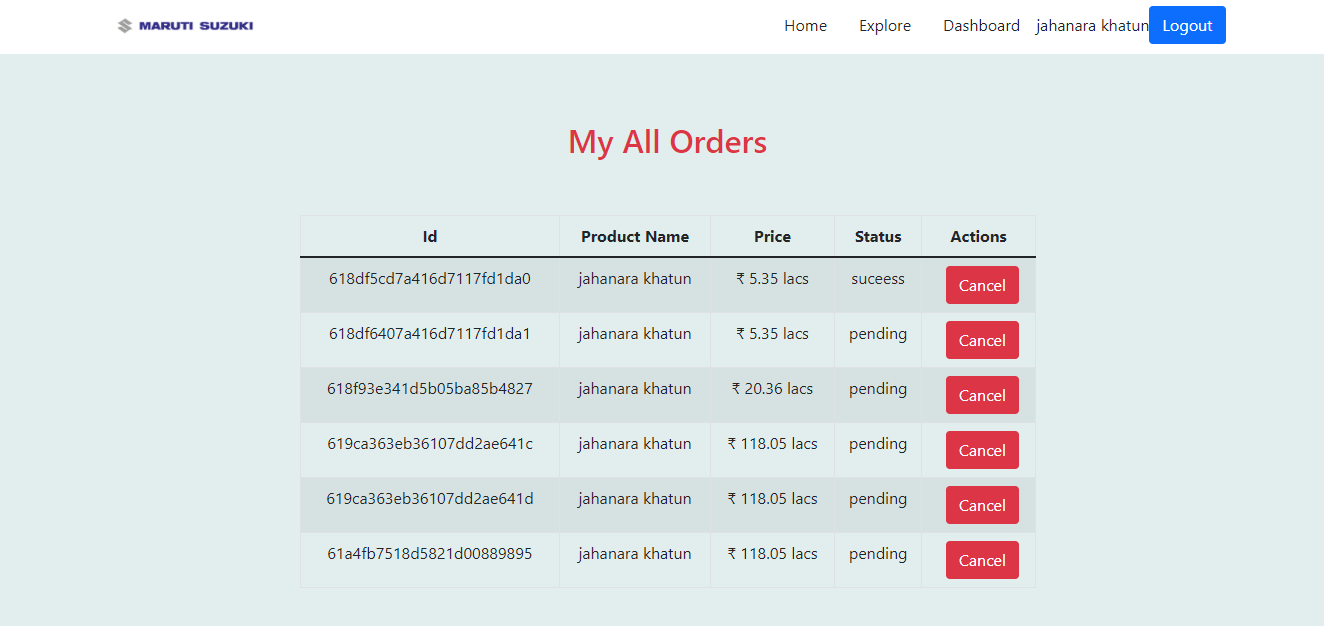 MARUTI SUZUKI Home Explore Dashboard jahanara khatun Logout
My All Orders
Id Product Name Price Status Actions
618df5cd7a416d7117fd1da0 jahanara khatun ₹ 5.35 lacs suceess Cancel
618df6407a416d7117fd1da1 jahanara khatun ₹ 5.35 lacs pending Cancel
618f93e341d5b05ba85b4827 jahanara khatun ₹ 20.36 lacs pending Cancel
619ca363eb36107dd2ae641c jahanara khatun ₹ 118.05 lacs pending Cancel
619ca363eb36107dd2ae641d jahanara khatun ₹ 118.05 lacs pending Cancel
61a4fb7518d5821d00889895 jahanara khatun ₹ 118.05 lacs pending Cancel